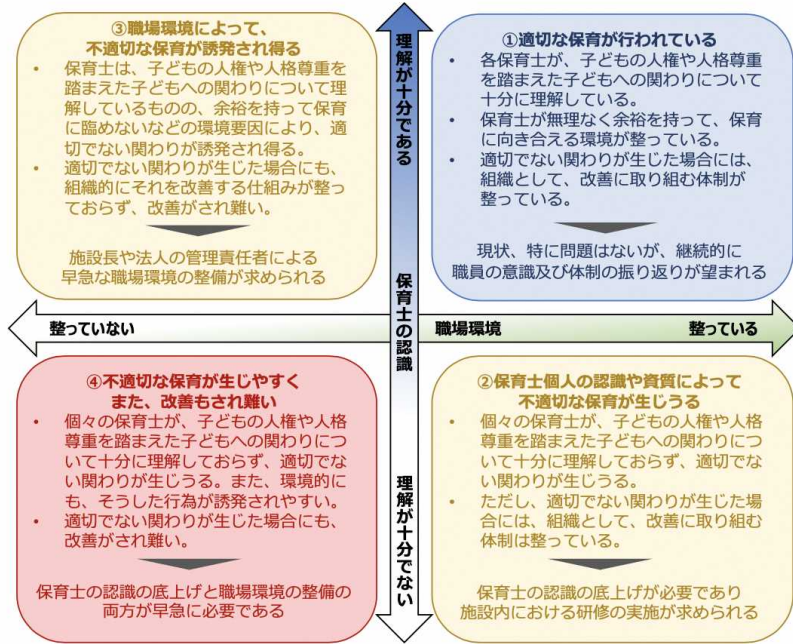 ③職場環境によって、
不適切な保育が誘発され得る
• 保育士は、子どもの人権や人格尊重を
踏まえた子どもへの関わりについて理
解しているものの、余裕を持って保育
に臨めないなどの環境要因により、適
切でない関わりが誘発され得る。
• 適切でない関わりが生じた場合にも、
組織的にそれを改善する仕組みが整っ
ておらず、改善がされ難い。
施設長や法人の管理責任者による
早急な職場環境の整備が求められる
理解が十分である
①適切な保育が行われている
• 各保育士が、子どもの人権や人格尊重
を踏まえた子どもへの関わりについて
十分に理解している。
• 保育士が無理なく余裕を持って、保育
に向き合える環境が整っている。
• 適切でない関わりが生じた場合には、
組織として、改善に取り組む体制が
整っている。
現状、特に問題はないが、継続的に
職員の意識及び体制の振り返りが望まれる
整っていない
保育士の認識
職場環境
整っている
④不適切な保育が生じやすく
また、改善もされ難い
• 個々の保育士が、子どもの人権や人格
尊重を踏まえた子どもへの関わりにつ
いて十分に理解しておらず、適切でな
い関わりが生じうる。また、環境的に
も、そうした行為が誘発されやすい。
• 適切でない関わりが生じた場合にも、
改善がされ難い。
保育士の認識の底上げと職場環境の整備の
両方が早急に必要である
理解が十分でない
②保育士個人の認識や資質によって
不適切な保育が生じうる
• 個々の保育士が、子どもの人権や人格
尊重を踏まえた子どもへの関わりにつ
いて十分に理解しておらず、適切でな
い関わりが生じうる。
• ただし、適切でない関わりが生じた場
合には、組織として、改善に取り組む
体制は整っている。
保育士の認識の底上げが必要であり
施設内における研修の実施が求められる